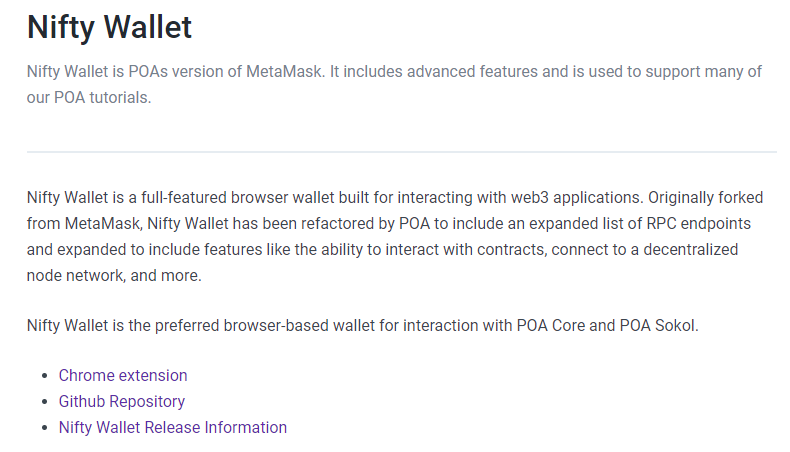 Nifty Wallet
Nifty Wallet is POAs version of MetaMask. It includes advanced features and is used to support many of
our POA tutorials.
Nifty Wallet is a full-featured browser wallet built for interacting with web3 applications. Originally forked
from MetaMask, Nifty Wallet has been refactored by POA to include an expanded list of RPC endpoints
and expanded to include features like the ability to interact with contracts, connect to a decentralized
node network, and more.
Nifty Wallet is the preferred browser-based wallet for interaction with POA Core and POA Sokol.
• Chrome extension
• Github Repository
• Nifty Wallet Release Information